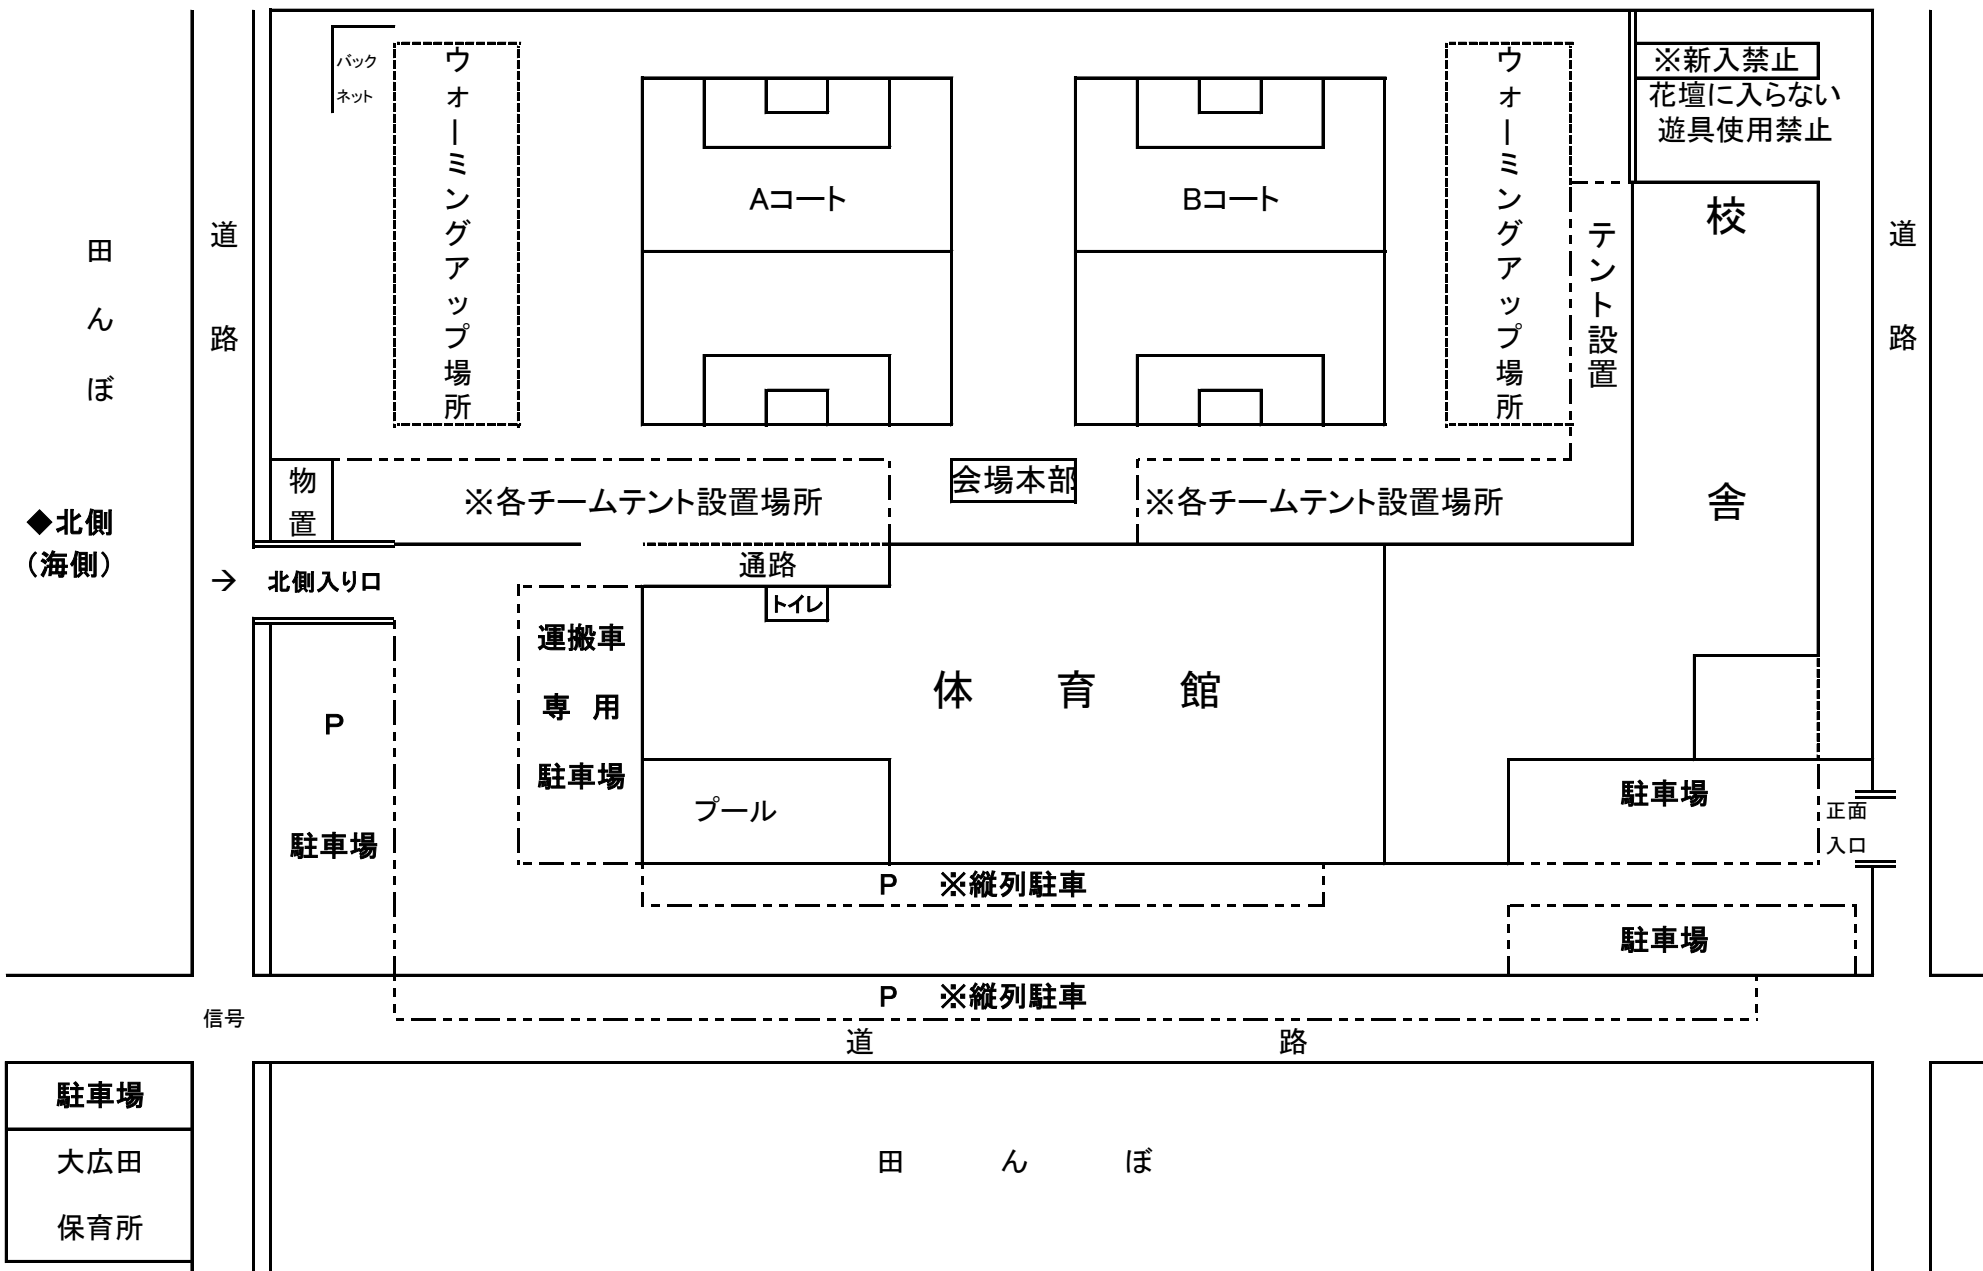 バック
ネット
ウォーミングアップ場所
Aコート
Bコート
ウォーミングアップ場所
※新入禁止
花壇に入らない
遊具使用禁止
田んぼ
道路
テント設置
校舎
道路
物置
※各チームテント設置場所
会場本部
※各チームテント設置場所
◆北側
（海側）
→ 北側入り口
通路
トイレ
運搬車
専用
駐車場
体育館
P
駐車場
プール
駐車場
正面
入口
P ※縦列駐車
駐車場
P ※縦列駐車
信号
道路
駐車場
大広田
保育所
田んぼ